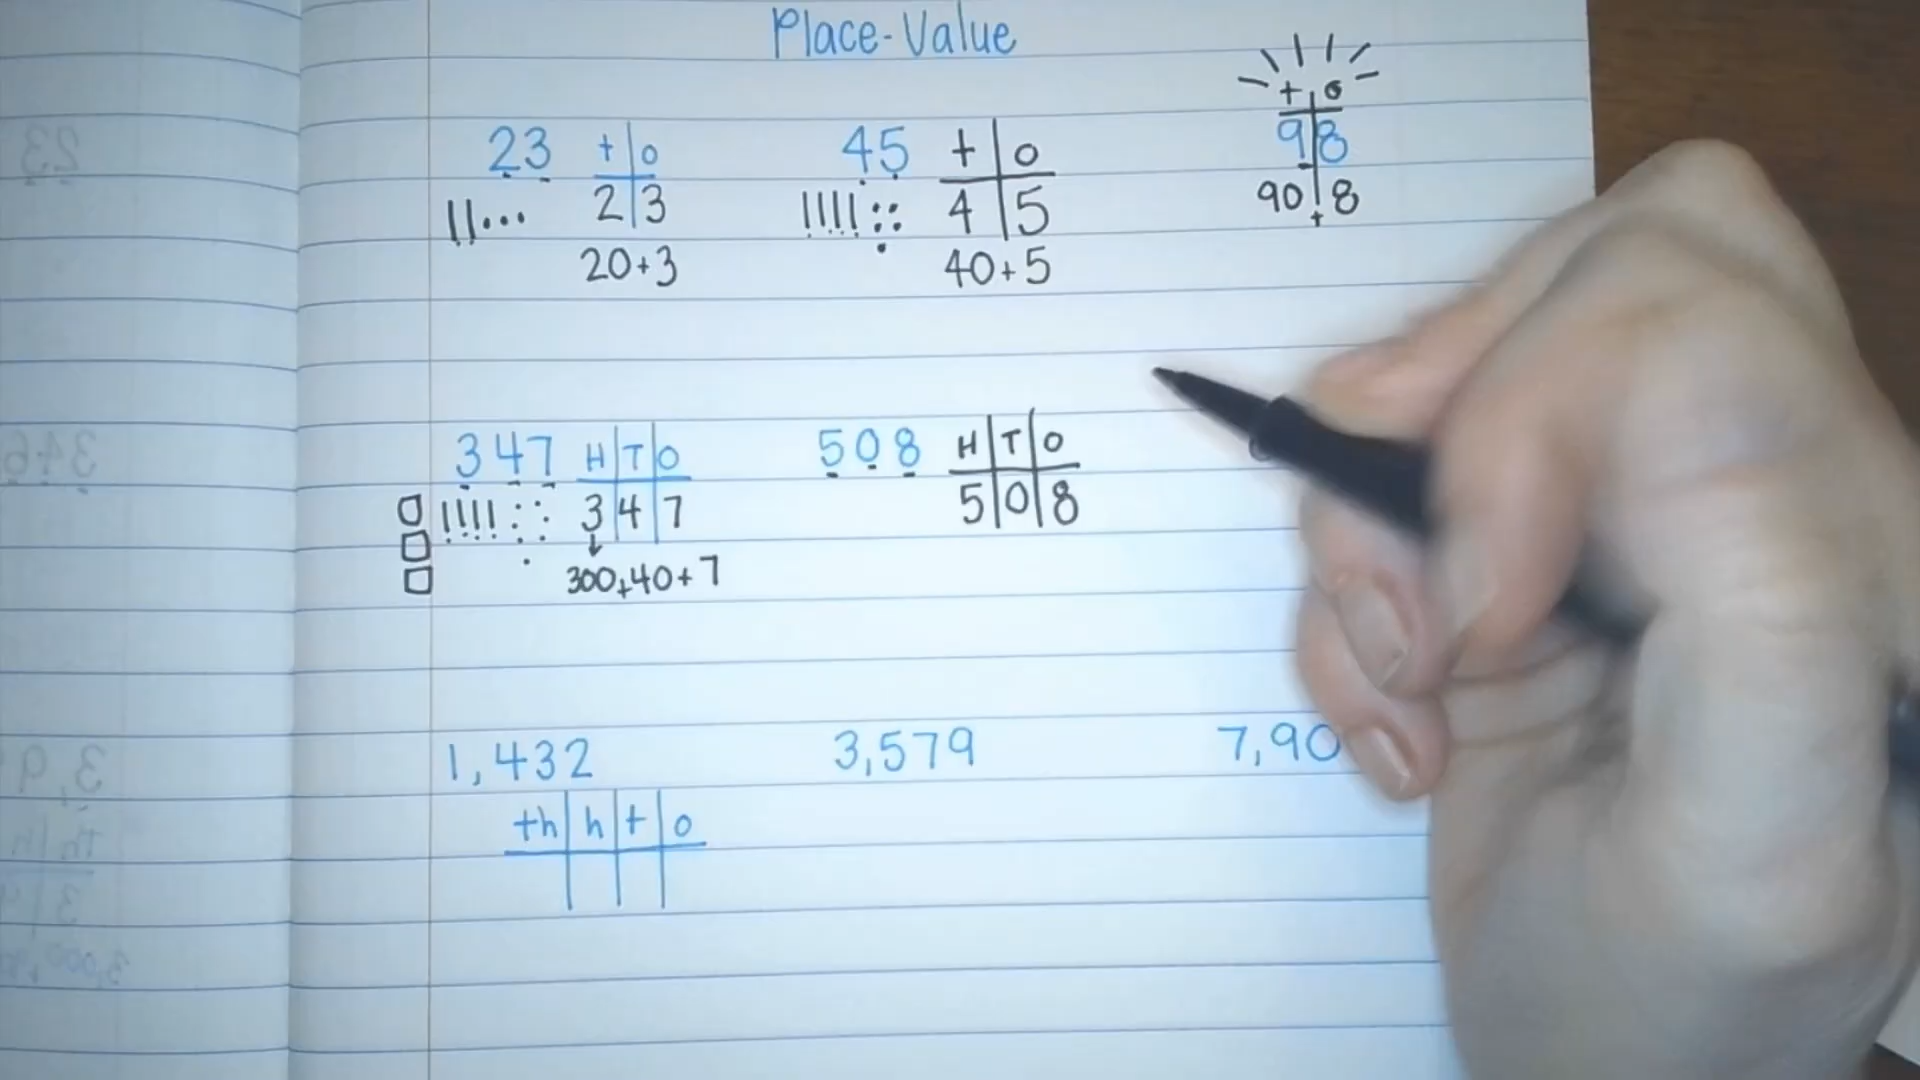 Place-Value
23 t o
2 3
20+3
45 t o
4 5
40+5
t o
98
90+8
347 H T O
3 4 7
300+40+7
508 H T O
5 0 8
1,432
th h t o
3,579
7,90